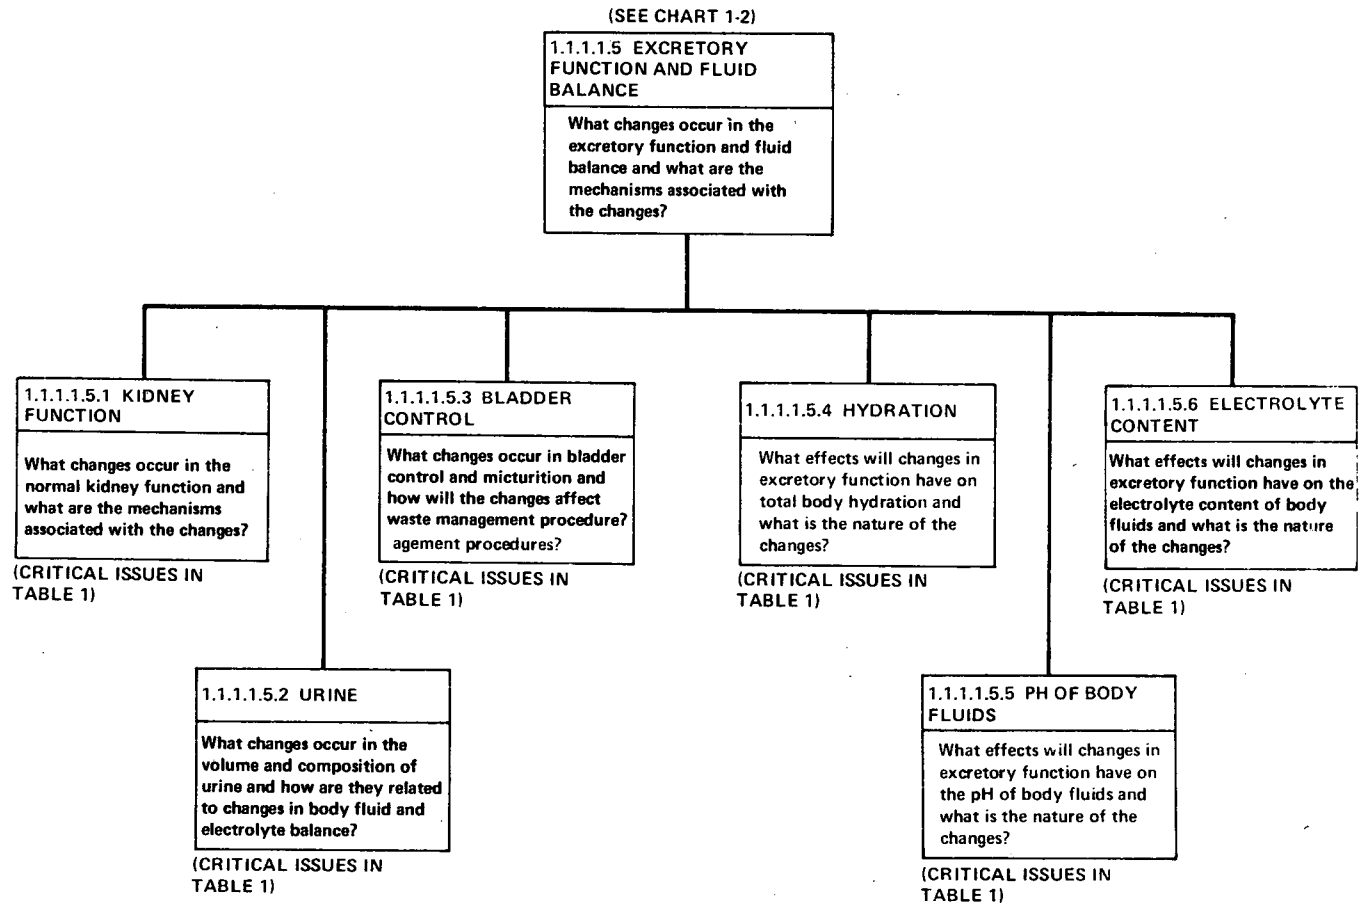 (SEE CHART 1-2)
1.1.1.1.5 EXCRETORY
FUNCTION AND FLUID
BALANCE
What changes occur in the
excretory function and fluid
balance and what are the
mechanisms associated with
the changes?
1.1.1.1.5.1 KIDNEY
FUNCTION
What changes occur in the
normal kidney function and
what are the mechanisms
associated with the changes?
(CRITICAL ISSUES IN
TABLE 1)
1.1.1.1.5.3 BLADDER
CONTROL
What changes occur in bladder
control and micturition and
how will the changes affect
waste management procedure?
agement procedures?
(CRITICAL ISSUES IN
TABLE 1)
1.1.1.1.5.4 HYDRATION
What effects will changes in
excretory function have on
total body hydration and
what is the nature of the
changes?
(CRITICAL ISSUES IN
TABLE 1)
1.1.1.1.5.6 ELECTROLYTE
CONTENT
What effects will changes in
excretory function have on the
electrolyte content of body
fluids and what is the nature
of the changes?
(CRITICAL ISSUES IN
TABLE 1)
1.1.1.1.5.2 URINE
What changes occur in the
volume and composition of
urine and how are they related
to changes in body fluid and
electrolyte balance?
(CRITICAL ISSUES IN
TABLE 1)
1.1.1.1.5.5 PH OF BODY
FLUIDS
What effects will changes in
excretory function have on
the pH of body fluids and
what is the nature of the
changes?
(CRITICAL ISSUES IN
TABLE 1)